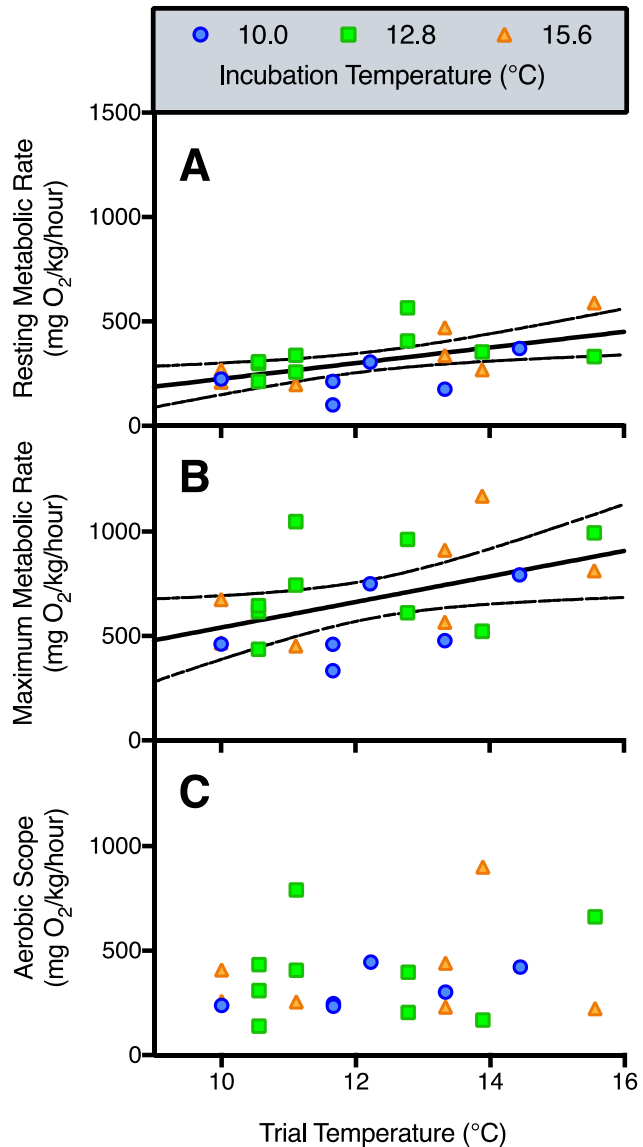 10.0 12.8 15.6
Incubation Temperature (°C)
A
Resting Metabolic Rate
(mg O₂/kg/hour)
1500
1000
500
0
B
Maximum Metabolic Rate
(mg O₂/kg/hour)
1000
500
0
C
Aerobic Scope
(mg O₂/kg/hour)
1000
500
0
10 12 14 16
Trial Temperature (°C)